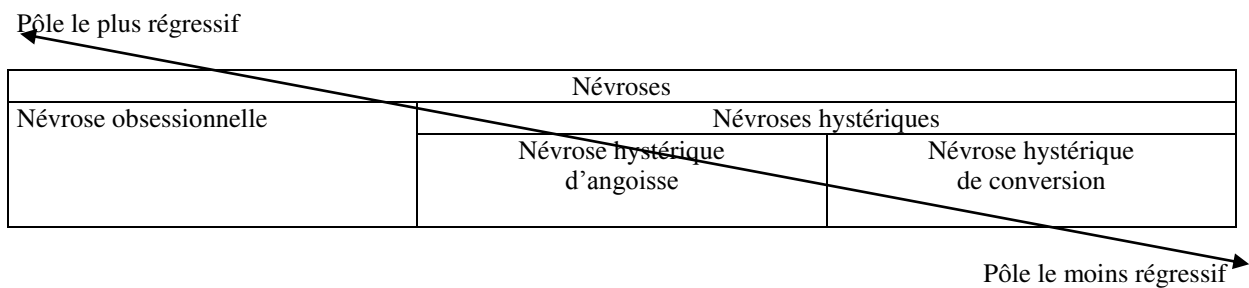 Pôle le plus régressif
Névroses
Névrose obsessionnelle
Névroses hystériques
Névrose hystérique
d’angoisse
Névrose hystérique
de conversion
Pôle le moins régressif